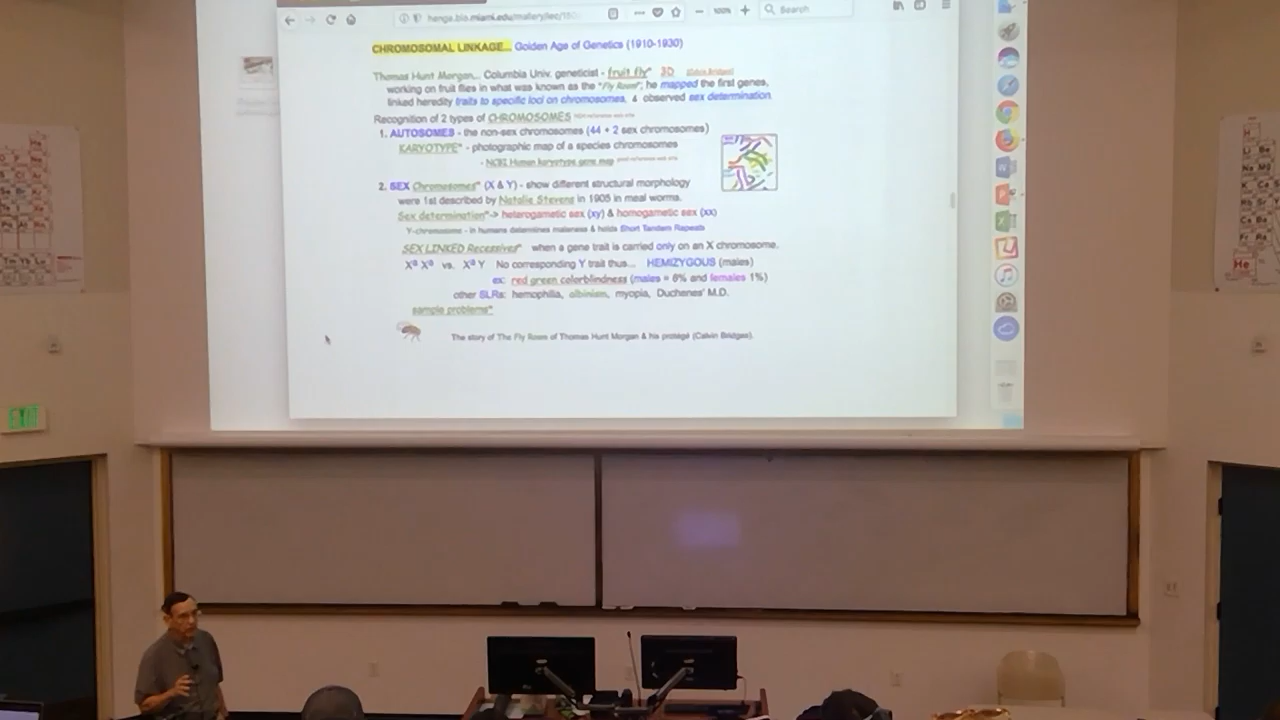 Search
100%
CHROMOSOMAL LINKAGE... Golden Age of Genetics (1910-1930)
Thomas Hunt Morgan... Columbia Univ. geneticist - fruit fly* 3D
working on fruit flies in what was known as the "Fly Room"; he mapped the first genes,
linked heredity traits to specific loci on chromosomes, & observed sex determination.
Recognition of 2 types of CHROMOSOMES
1. AUTOSOMES - the non-sex chromosomes (44 + 2 sex chromosomes)
KARYOTYPE* - photographic map of a species chromosomes
- NCBI Human karyotype gene map
2. SEX Chromosomes* (X & Y) - show different structural morphology
were 1st described by Natalie Stevens in 1905 in meal worms.
Sex determination*-> heterogametic sex (xy) & homogametic sex (xx)
Y-chromosome - in humans determines maleness & holds Short Tandem Repeats
SEX LINKED Recessives* when a gene trait is carried only on an X chromosome.
vs. No corresponding Y trait thus... HEMIZYGOUS (males)
ex: red green colorblindness (males = 6% and females 1%)
other SLRs: hemophilia, albinism, myopia, Duchenes' M.D.
sample problems*
The story of The Fly Room of Thomas Hunt Morgan & his protégé (Calvin Bridges).
EXIT
He